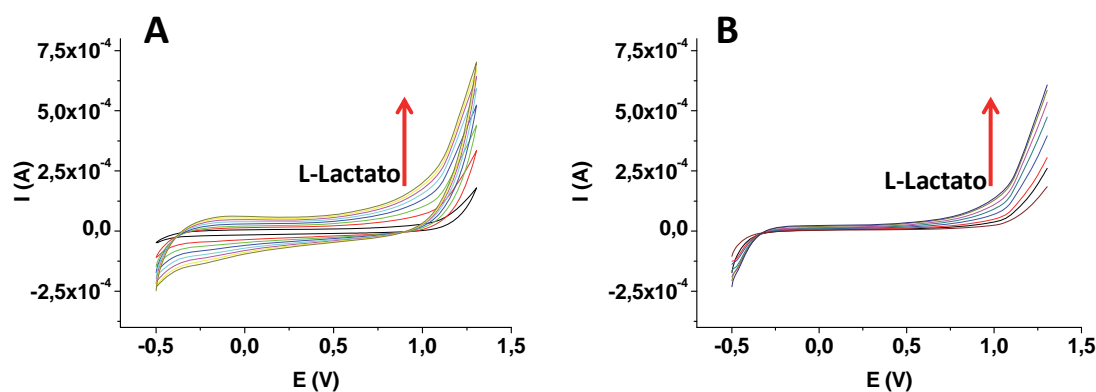 A
7,5x10⁻⁴
5,0x10⁻⁴
2,5x10⁻⁴
0,0
-2,5x10⁻⁴
I (A)
L-Lactato
-0,5
0,0
0,5
1,0
1,5
E (V)
B
7,5x10⁻⁴
5,0x10⁻⁴
2,5x10⁻⁴
0,0
-2,5x10⁻⁴
I (A)
L-Lactato
-0,5
0,0
0,5
1,0
1,5
E (V)